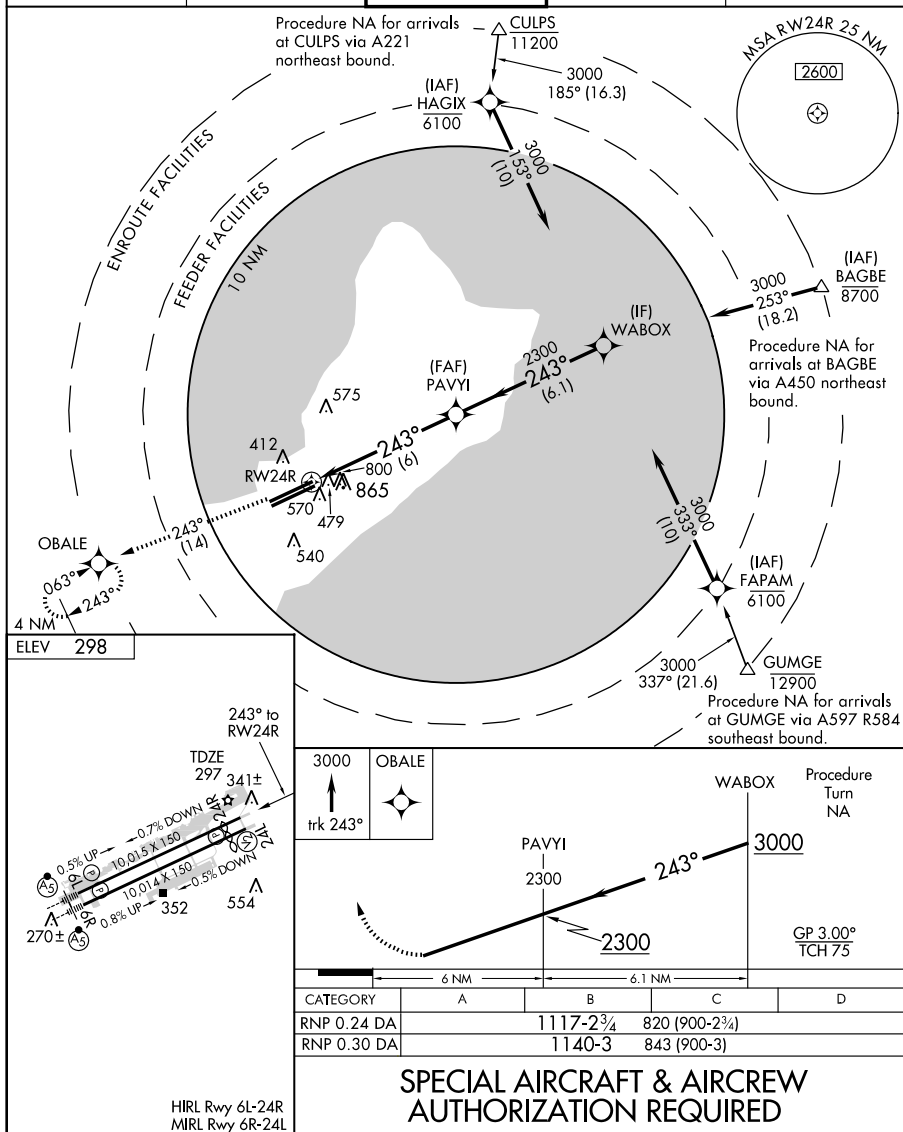 Procedure NA for arrivals
at CULPS via A221
northeast bound.
CULPS
11200
3000
185° (16.3)
MSA RW24R 25 NM
2600
(IAF)
HAGIX
6100
3000
153°
(10)
ENROUTE FACILITIES
FEEDER FACILITIES
10 NM
(IAF)
BAGBE
8700
3000
253°
(18.2)
Procedure NA for
arrivals at BAGBE
via A450 northeast
bound.
(IF)
WABOX
2300
243°
(6.1)
(FAF)
PAVYI
575
412
243°
(6)
RW24R
800
865
570
479
540
243°
(14)
OBALE
063°
243°
4 NM
3000
333°
(10)
(IAF)
FAPAM
6100
3000
337° (21.6)
GUMGE
12900
Procedure NA for arrivals
at GUMGE via A597 R584
southeast bound.
ELEV 298
243° to
RW24R
TDZE
297
341±
0.7% DOWN
24R
0.5% UP
10,015 X 150
P
P
V4
24L
A5
6L
P
10,014 X 150
0.5% DOWN
6R
0.8% UP
352
554
270±
A5
HIRL Rwy 6L-24R
MIRL Rwy 6R-24L
3000
trk 243°
OBALE
WABOX
Procedure
Turn
NA
PAVYI
2300
3000
243°
2300
GP 3.00°
TCH 75
6 NM
6.1 NM
CATEGORY A B C D
RNP 0.24 DA 1117-2¾ 820 (900-2¾)
RNP 0.30 DA 1140-3 843 (900-3)
SPECIAL AIRCRAFT & AIRCREW
AUTHORIZATION REQUIRED